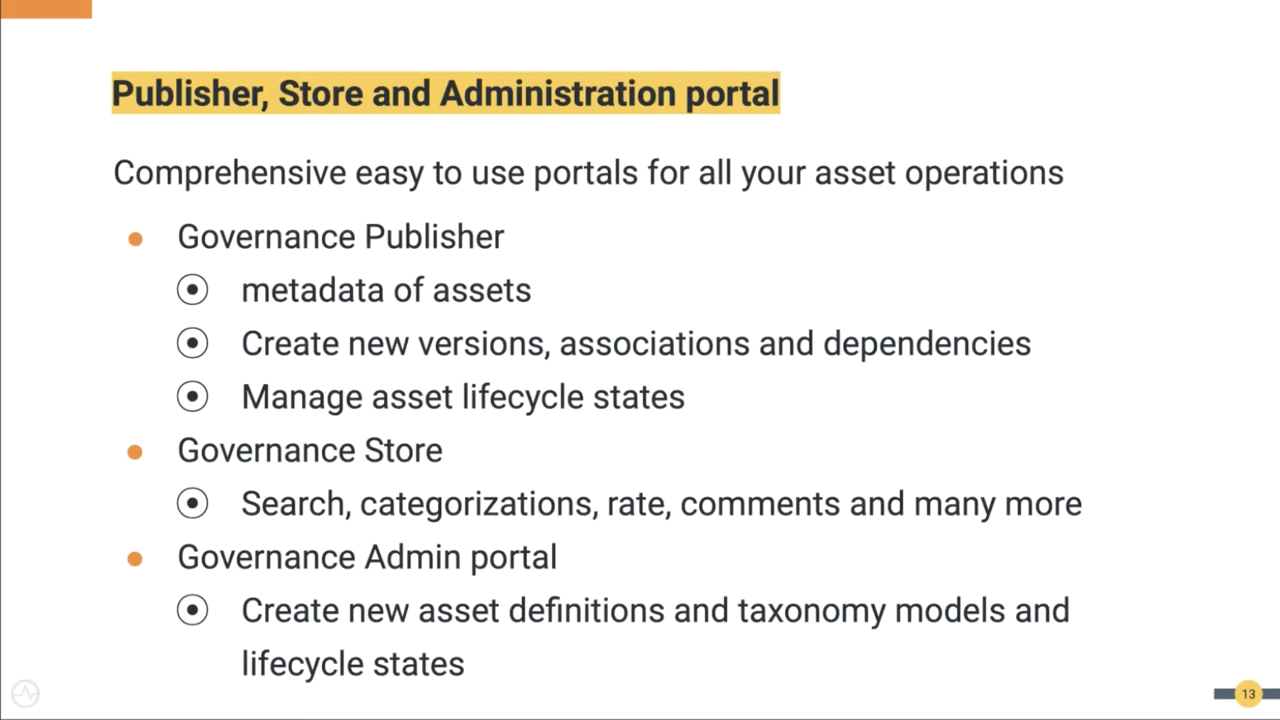 Publisher, Store and Administration portal
Comprehensive easy to use portals for all your asset operations
Governance Publisher
metadata of assets
Create new versions, associations and dependencies
Manage asset lifecycle states
Governance Store
Search, categorizations, rate, comments and many more
Governance Admin portal
Create new asset definitions and taxonomy models and
lifecycle states
13